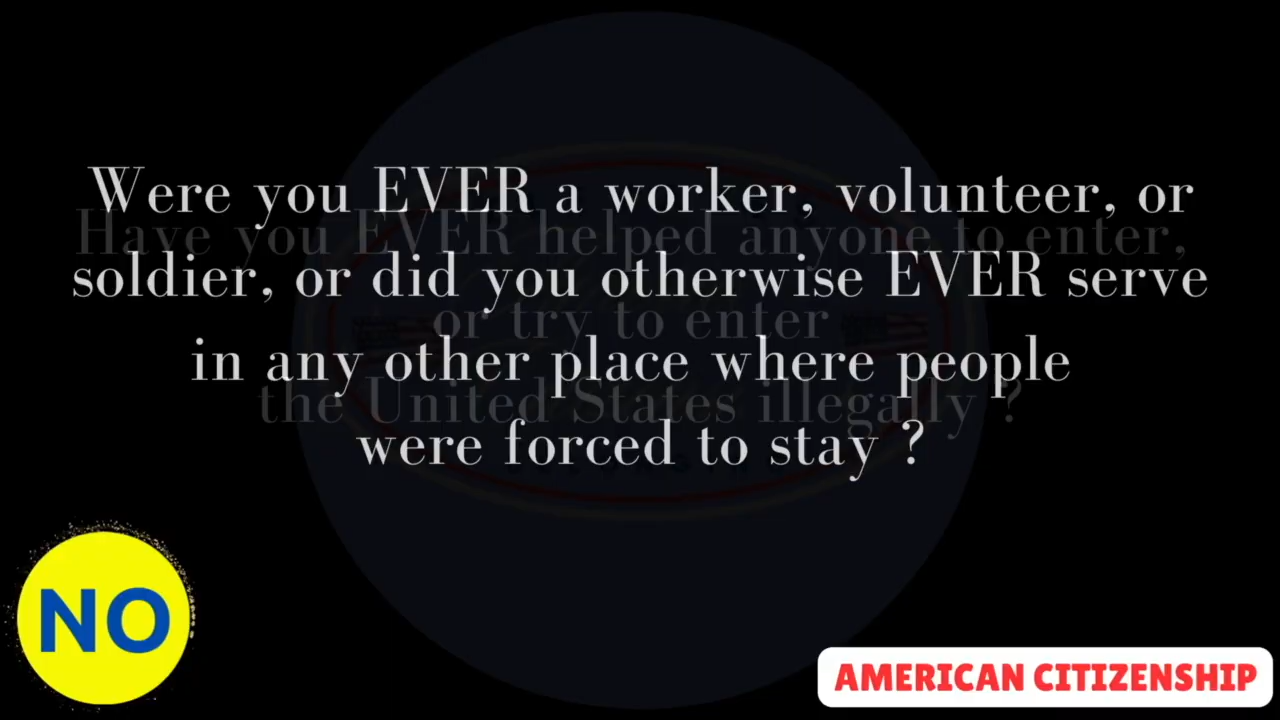 Were you EVER a worker, volunteer, or
soldier, or did you otherwise EVER serve
in any other place where people
were forced to stay ?
Have you EVER helped anyone to enter,
or try to enter
the United States illegally ?
NO
AMERICAN CITIZENSHIP